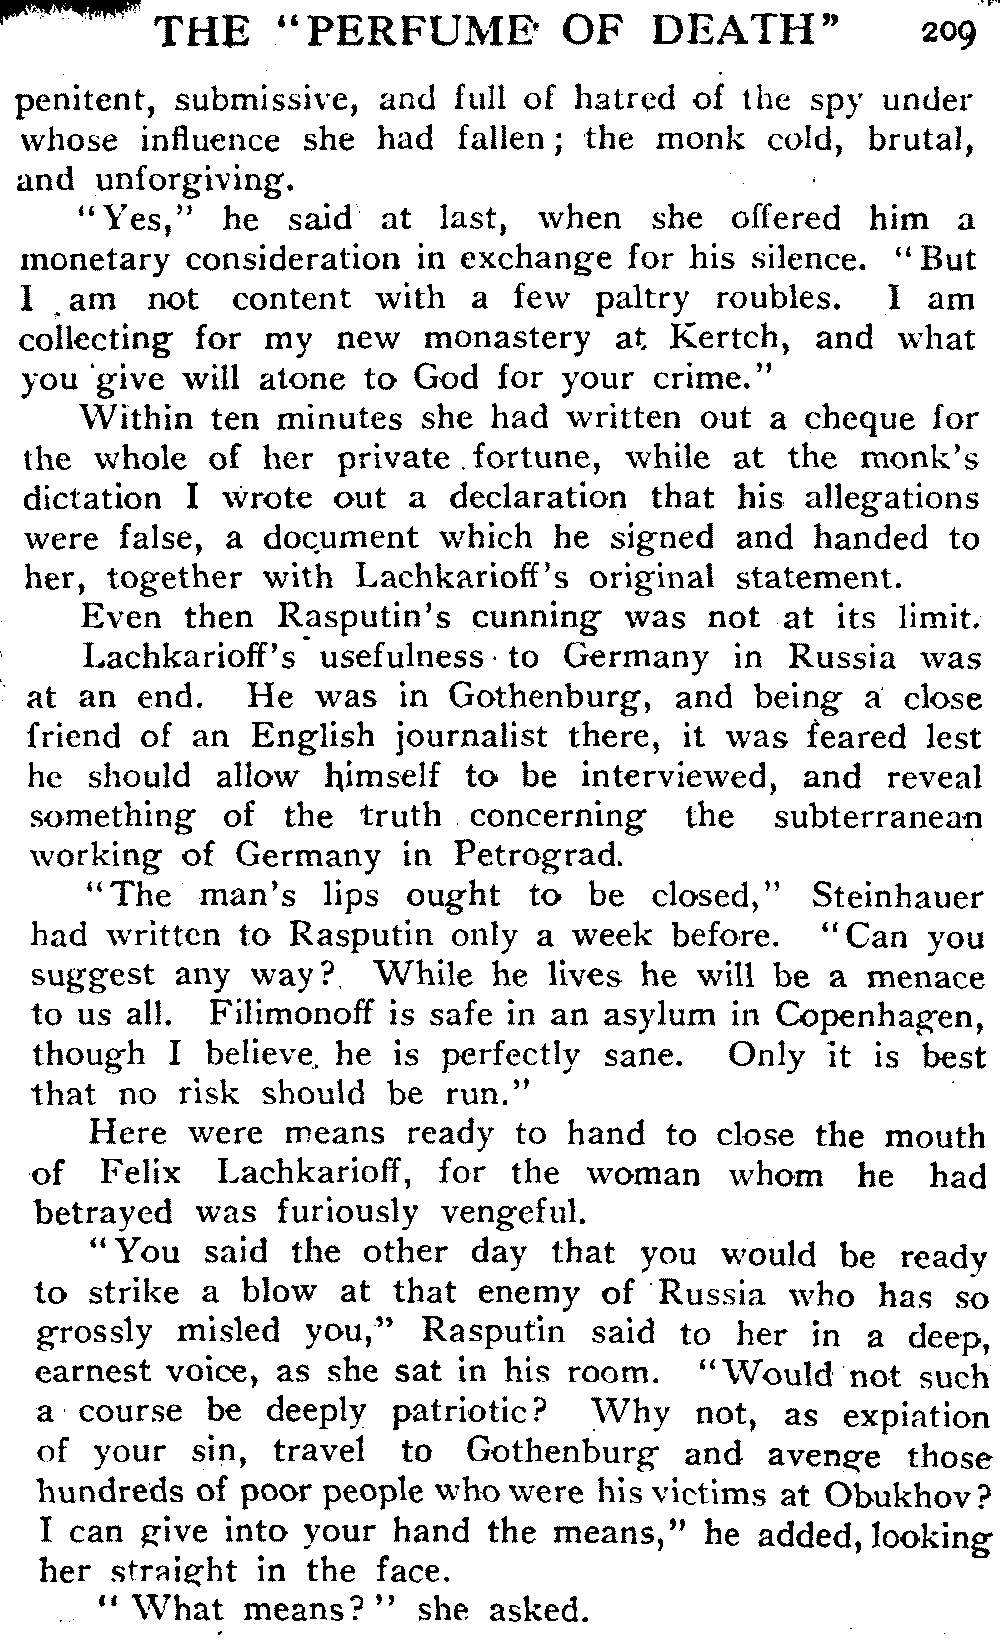 THE "PERFUME OF DEATH" 209
penitent, submissive, and full of hatred of the spy under
whose influence she had fallen; the monk cold, brutal,
and unforgiving.
"Yes," he said at last, when she offered him a
monetary consideration in exchange for his silence. "But
I am not content with a few paltry roubles. I am
collecting for my new monastery at Kertch, and what
you give will atone to God for your crime."
Within ten minutes she had written out a cheque for
the whole of her private fortune, while at the monk's
dictation I wrote out a declaration that his allegations
were false, a document which he signed and handed to
her, together with Lachkarioff's original statement.
Even then Rasputin's cunning was not at its limit.
Lachkarioff's usefulness to Germany in Russia was
at an end. He was in Gothenburg, and being a close
friend of an English journalist there, it was feared lest
he should allow himself to be interviewed, and reveal
something of the truth concerning the subterranean
working of Germany in Petrograd.
"The man's lips ought to be closed," Steinhauer
had written to Rasputin only a week before. "Can you
suggest any way? While he lives he will be a menace
to us all. Filimonoff is safe in an asylum in Copenhagen,
though I believe he is perfectly sane. Only it is best
that no risk should be run."
Here were means ready to hand to close the mouth
of Felix Lachkarioff, for the woman whom he had
betrayed was furiously vengeful.
"You said the other day that you would be ready
to strike a blow at that enemy of Russia who has so
grossly misled you," Rasputin said to her in a deep,
earnest voice, as she sat in his room. "Would not such
a course be deeply patriotic? Why not, as expiation
of your sin, travel to Gothenburg and avenge those
hundreds of poor people who were his victims at Obukhov?
I can give into your hand the means," he added, looking
her straight in the face.
"What means?" she asked.